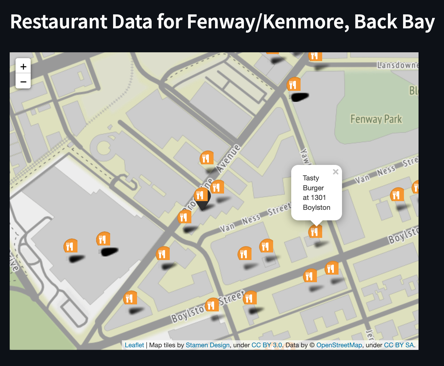 Restaurant Data for Fenway/Kenmore, Back Bay
+
−
Lansdown
Fenway Park
Avenue
×
Tasty
Burger
at 1301
Boylston
Van Ness Stre
Van Ness Street
Boylsto
Boylston Street
Leaflet | Map tiles by Stamen Design, under CC BY 3.0, Data by © OpenStreetMap, under CC BY SA.